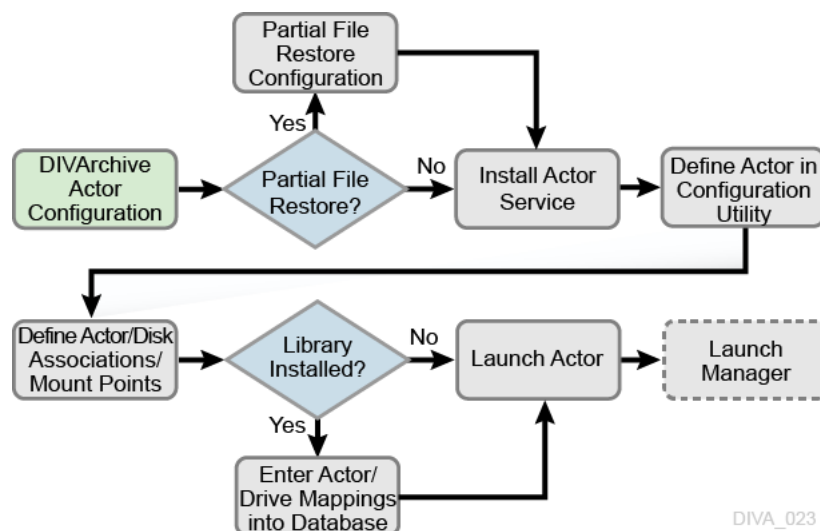 Partial File
Restore
Configuration
Yes
DIVArchive
Actor
Configuration
Partial File
Restore?
No
Install Actor
Service
Define Actor in
Configuration
Utility
Define Actor/Disk
Associations/
Mount Points
Library
Installed?
No
Launch Actor
Launch
Manager
Yes
Enter Actor/
Drive Mappings
into Database
DIVA_023